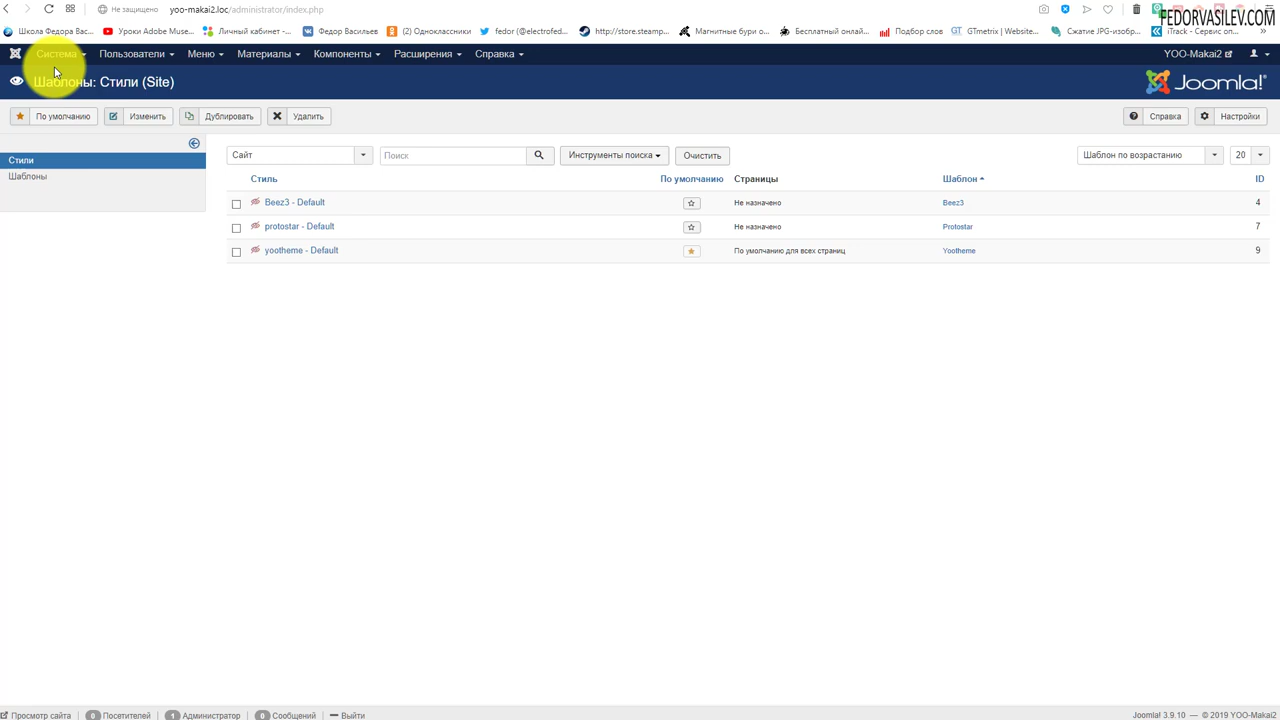 Не защищено yoo-makai2.loc/administrator/index.php
FEDORVASILEV.COM
Школа Федора Вас... Уроки Adobe Muse... Личный кабинет -... Федор Васильев (2) Одноклассники fedor (@electrofed... http://store.steamp... Магнитные бури о... Бесплатный онлай... Подбор слов GTmetrix | Website... Сжатие JPG-изобра... iTrack - Сервис оп...
Система Пользователи Меню Материалы Компоненты Расширения Справка YOO-Makai2
Шаблоны: Стили (Site) Joomla!
По умолчанию Изменить Дублировать Удалить Справка Настройки
Сайт Поиск Инструменты поиска Очистить Шаблон по возрастанию 20
Стили
Шаблоны
Стиль По умолчанию Страницы Шаблон ID
Beez3 - Default Не назначено Beez3 4
protostar - Default Не назначено Protostar 7
yootheme - Default По умолчанию для всех страниц Yootheme 9
Просмотр сайта 0 Посетителей 1 Администратор 0 Сообщений Выйти Joomla! 3.9.10 — © 2019 YOO-Makai2